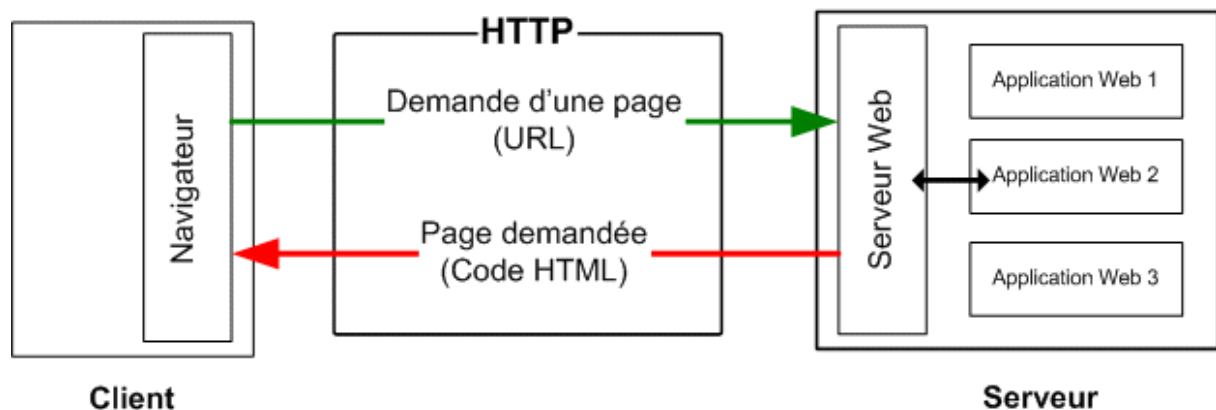 HTTP
Navigateur
Demande d'une page
(URL)
Page demandée
(Code HTML)
Serveur Web
Application Web 1
Application Web 2
Application Web 3
Client
Serveur